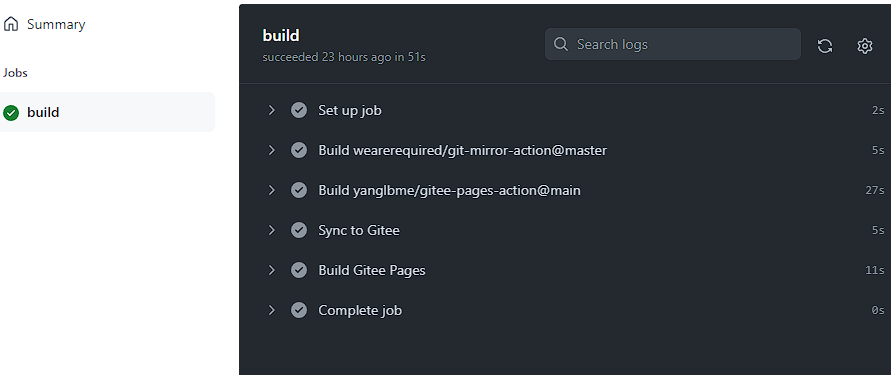 Summary
Jobs
build
build
succeeded 23 hours ago in 51s
Search logs
Set up job 2s
Build wearerequired/git-mirror-action@master 5s
Build yanglbme/gitee-pages-action@main 27s
Sync to Gitee 5s
Build Gitee Pages 11s
Complete job 0s